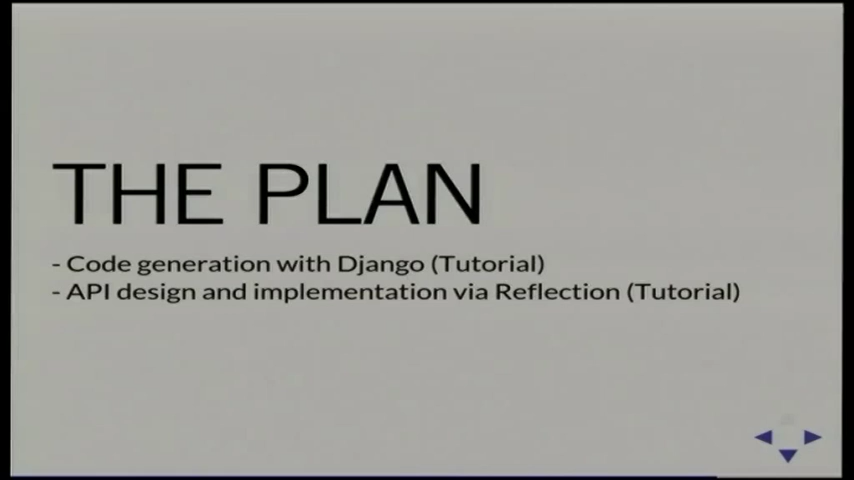 THE PLAN
- Code generation with Django (Tutorial)
- API design and implementation via Reflection (Tutorial)